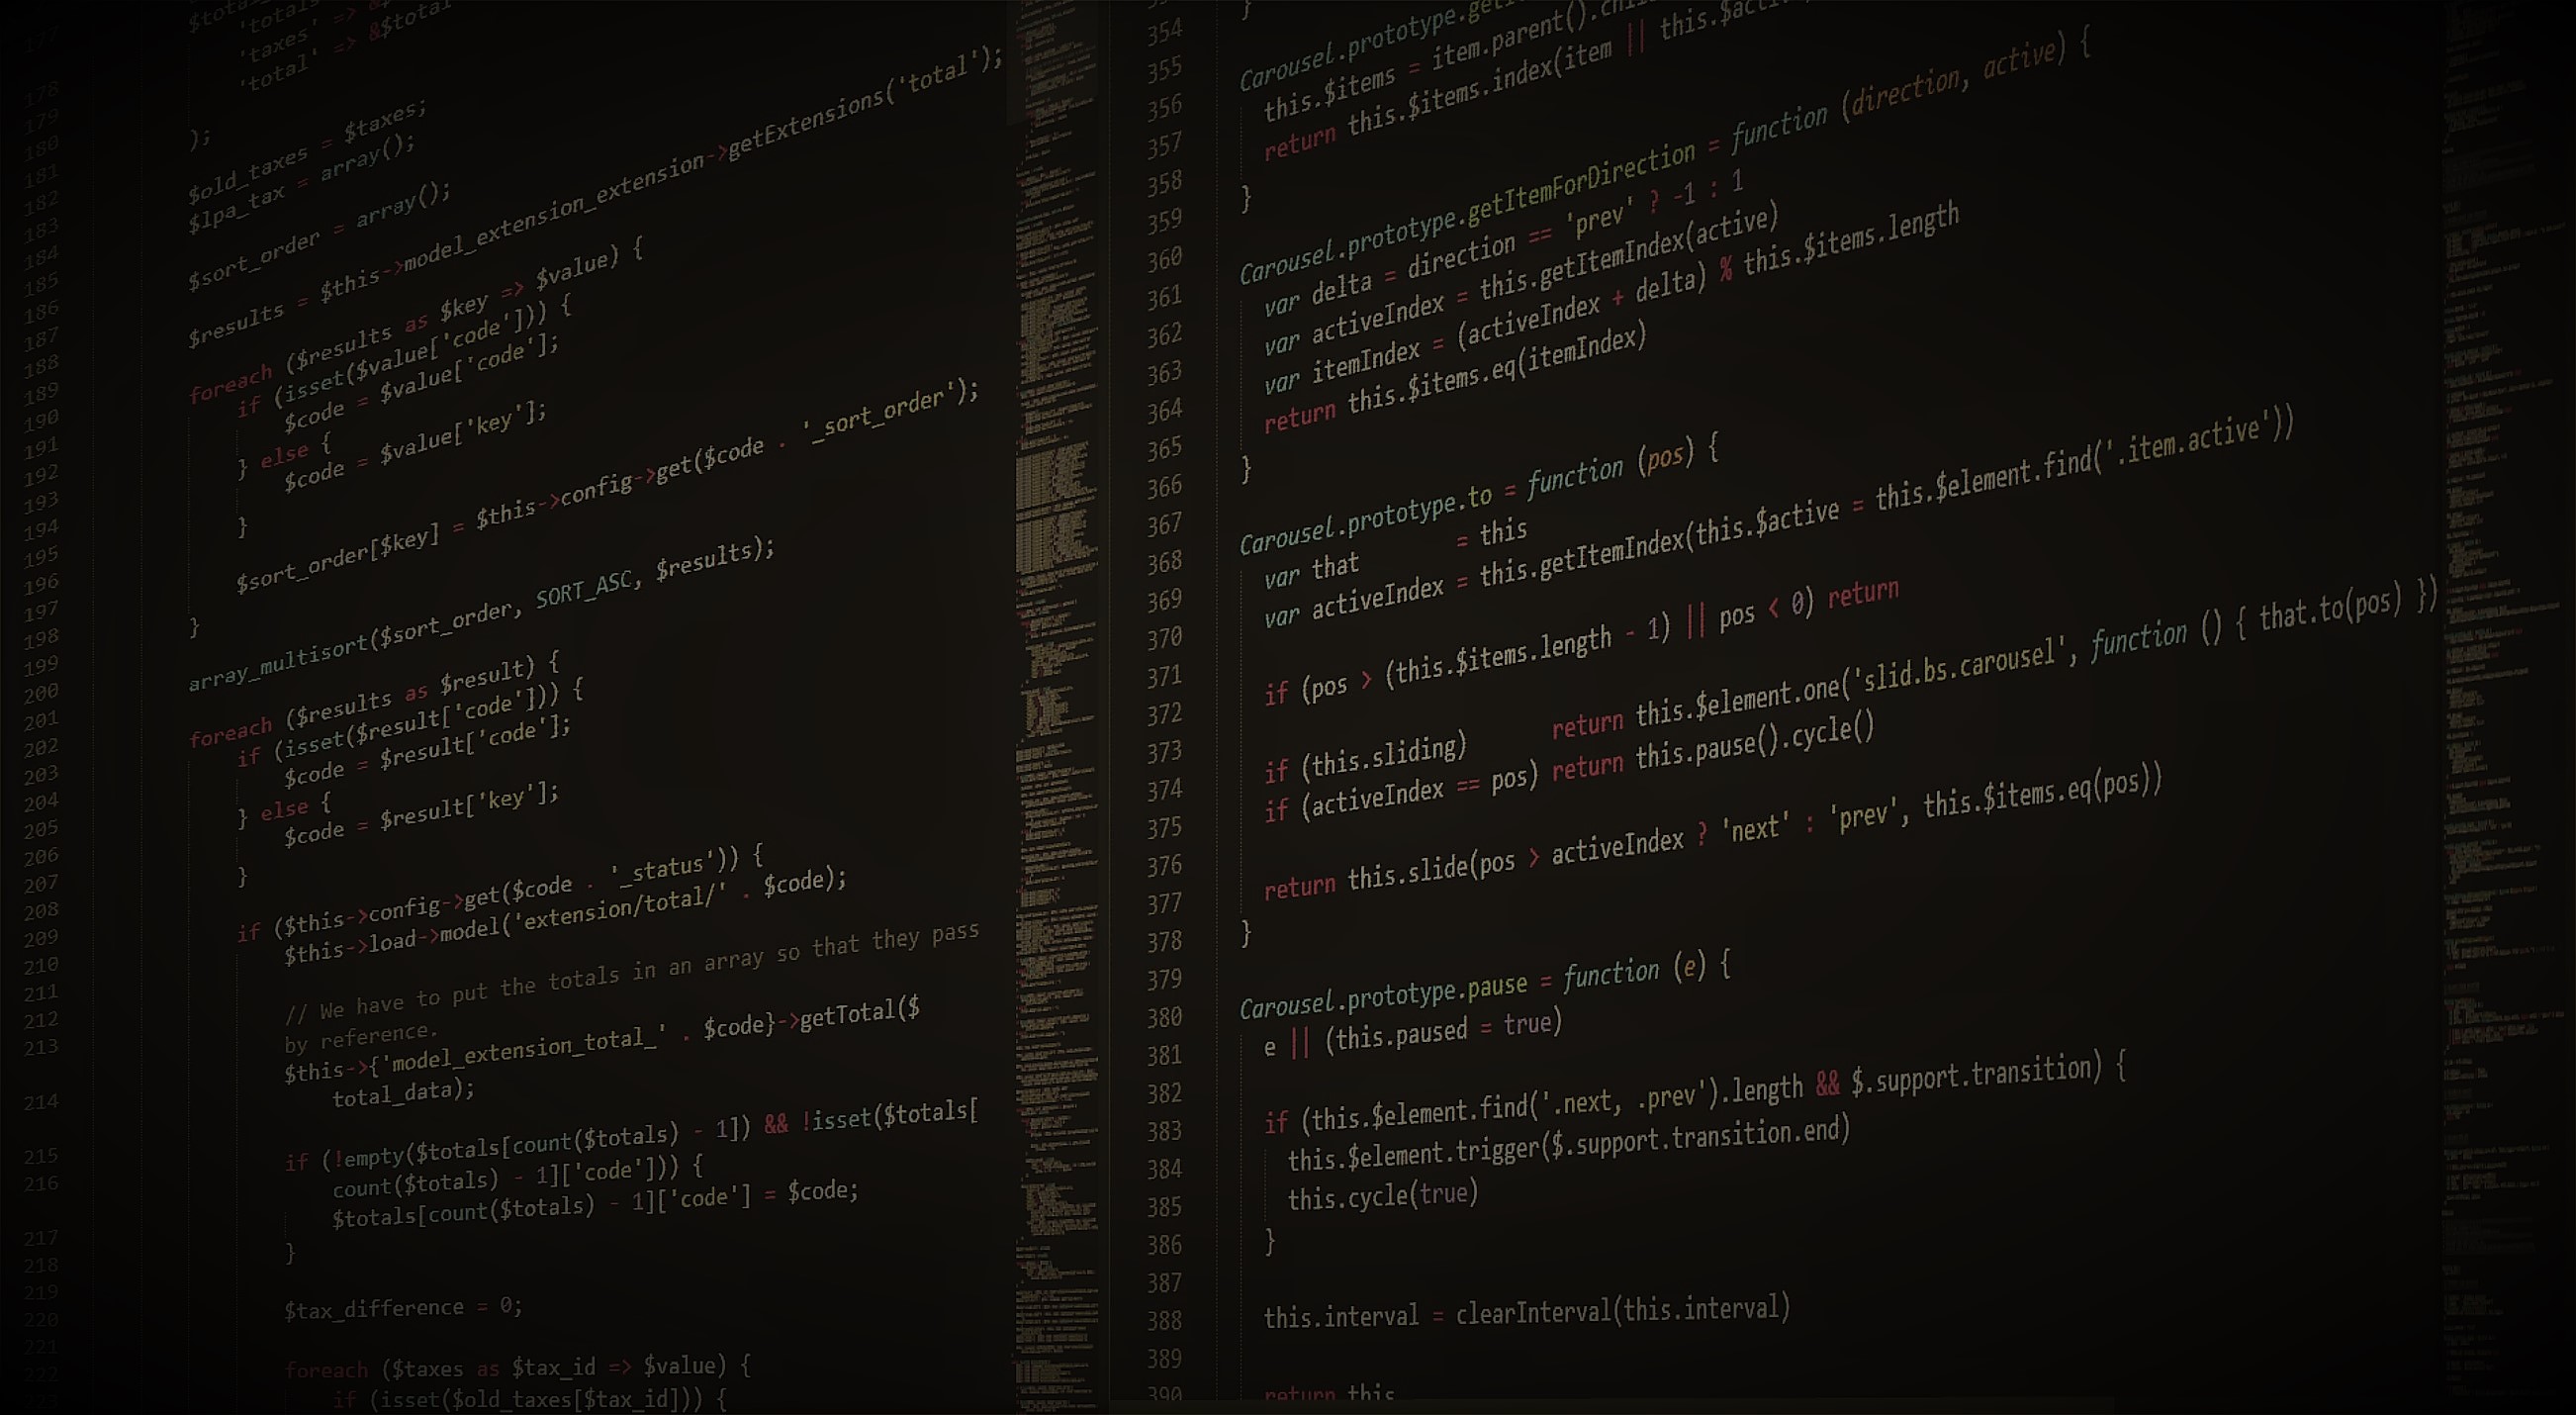 177
178
179
$tota
180 'totals
181 'taxes' => &
182 'total' => &$total
183 );
184
185 $old_taxes = $taxes;
186 $lpa_tax = array();
187
188 $sort_order = array();
189
190 $results = $this->model_extension_extension->getExtensions('total');
191
192 foreach ($results as $key => $value) {
193 if (isset($value['code'])) {
194 $code = $value['code'];
195 } else {
196 $code = $value['key'];
197 }
198
199 $sort_order[$key] = $this->config->get($code . '_sort_order');
200 }
201 array_multisort($sort_order, SORT_ASC, $results);
202
203 foreach ($results as $result) {
204 if (isset($result['code'])) {
205 $code = $result['code'];
206 } else {
207 $code = $result['key'];
208 }
209
210 if ($this->config->get($code . '_status')) {
211 $this->load->model('extension/total/' . $code);
212
213 // We have to put the totals in an array so that they pass
by reference.
214 $this->{'model_extension_total_' . $code}->getTotal($
total_data);
215
216 if (!empty($totals[count($totals) - 1]) && !isset($totals[
count($totals) - 1]['code'])) {
217 $totals[count($totals) - 1]['code'] = $code;
218 }
219
220 $tax_difference = 0;
221
222 foreach ($taxes as $tax_id => $value) {
223 if (isset($old_taxes[$tax_id])) {
354 }
355
356 Carousel.prototype.getIt
357 this.$items = item.parent().chil
358 return this.$items.index(item || this.$acti
359 }
360
361 Carousel.prototype.getItemForDirection = function (direction, active) {
362 var delta = direction == 'prev' ? -1 : 1
363 var activeIndex = this.getItemIndex(active)
364 var itemIndex = (activeIndex + delta) % this.$items.length
365 return this.$items.eq(itemIndex)
366 }
367
368 Carousel.prototype.to = function (pos) {
369 var that = this
370 var activeIndex = this.getItemIndex(this.$active = this.$element.find('.item.active'))
371
372 if (pos > (this.$items.length - 1) || pos < 0) return
373
374 if (this.sliding) return this.$element.one('slid.bs.carousel', function () { that.to(pos) })
375 if (activeIndex == pos) return this.pause().cycle()
376
377 return this.slide(pos > activeIndex ? 'next' : 'prev', this.$items.eq(pos))
378 }
379
380 Carousel.prototype.pause = function (e) {
381 e || (this.paused = true)
382
383 if (this.$element.find('.next, .prev').length && $.support.transition) {
384 this.$element.trigger($.support.transition.end)
385 this.cycle(true)
386 }
387
388 this.interval = clearInterval(this.interval)
389
390 return this